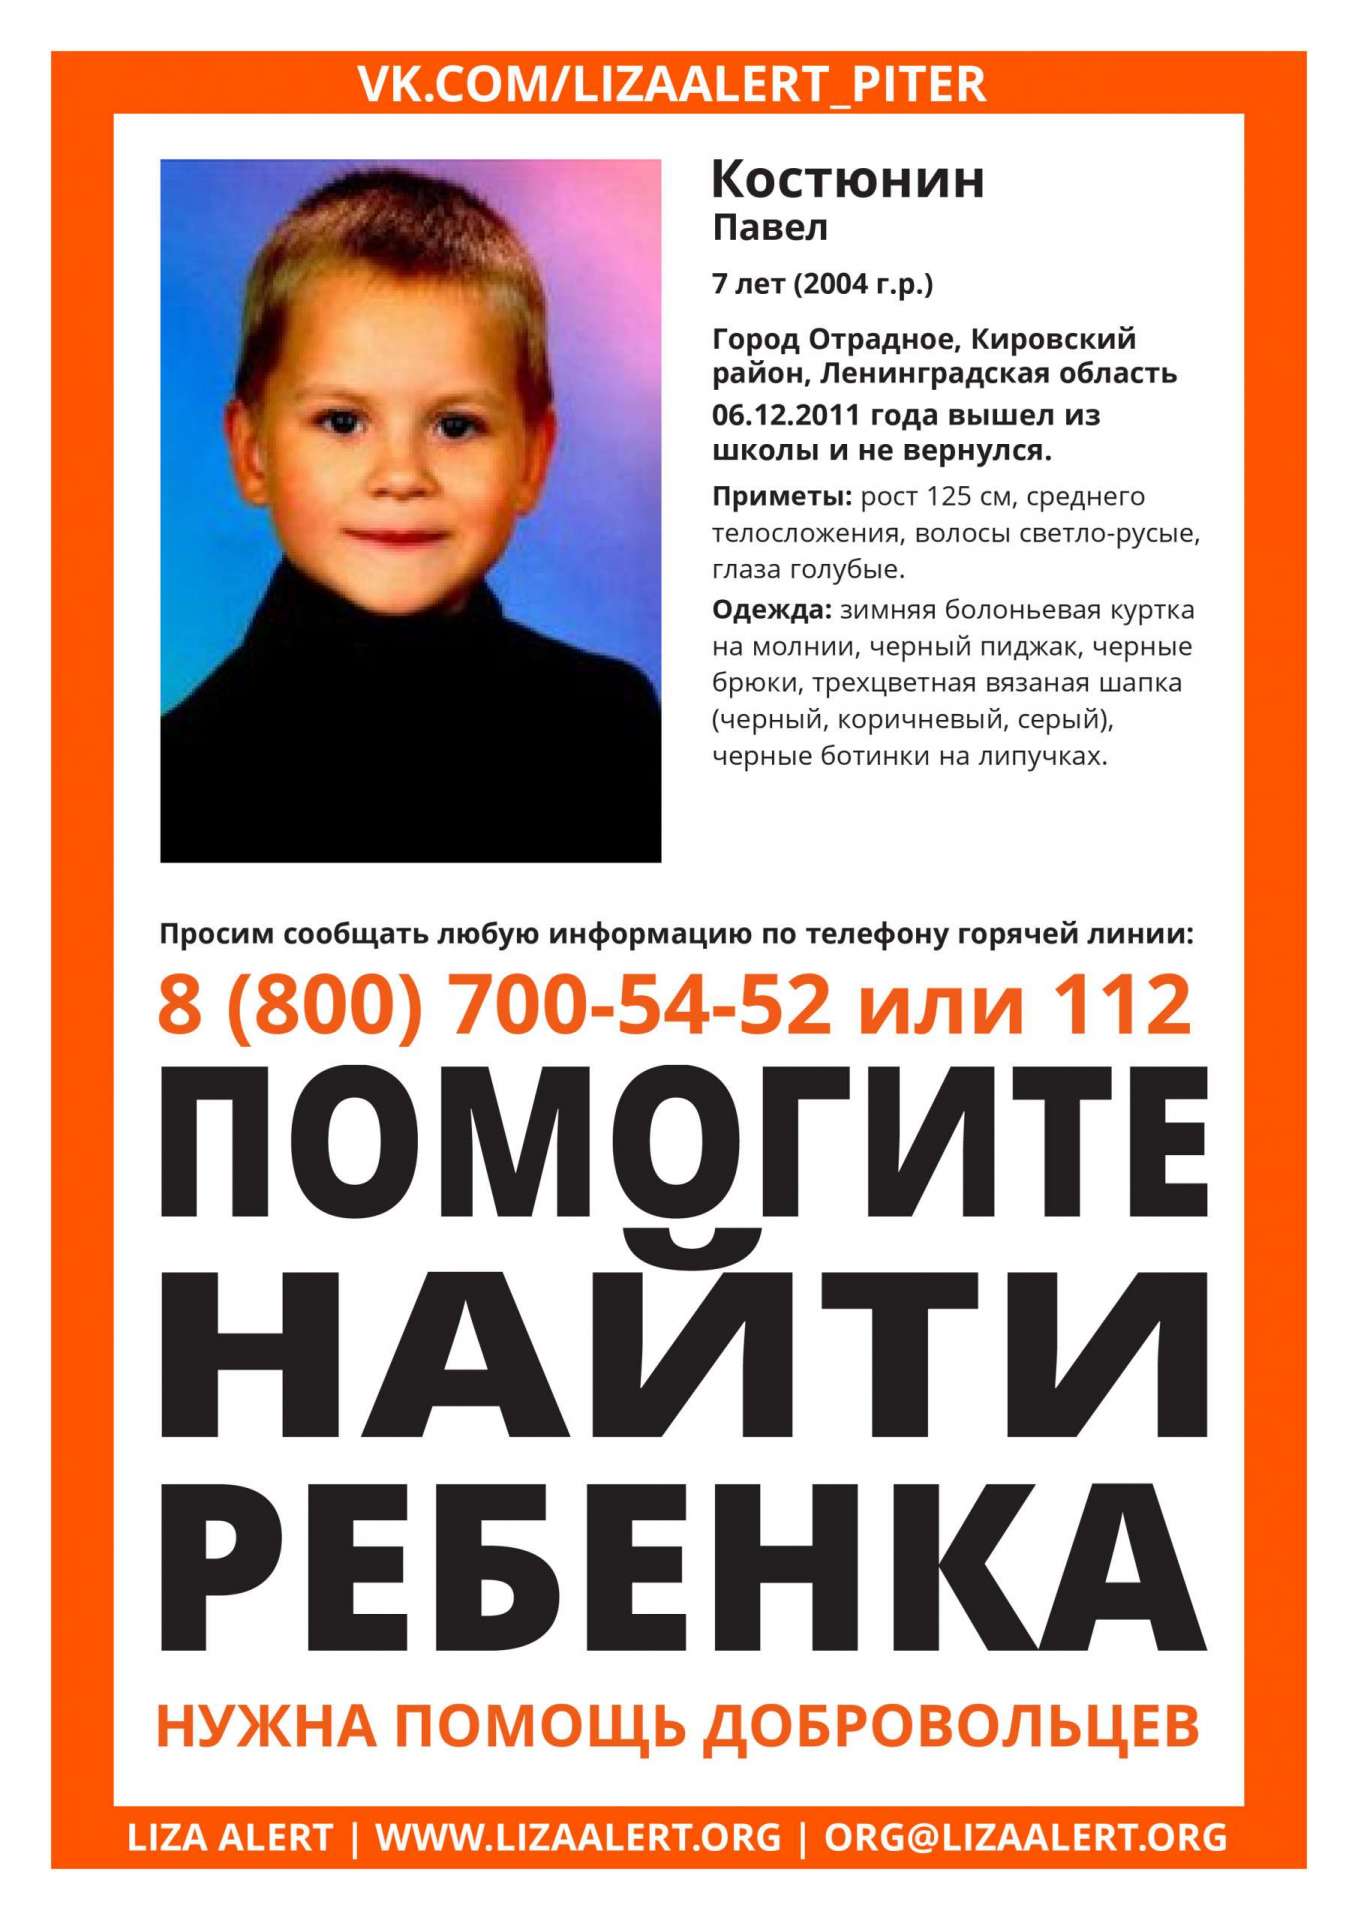 VK.COM/LIZAALERT_PITER
Костюнин
Павел
7 лет (2004 г.р.)
Город Отрадное, Кировский
район, Ленинградская область
06.12.2011 года вышел из
школы и не вернулся.
Приметы: рост 125 см, среднего
телосложения, волосы светло-русые,
глаза голубые.
Одежда: зимняя болоньевая куртка
на молнии, черный пиджак, черные
брюки, трехцветная вязаная шапка
(черный, коричневый, серый),
черные ботинки на липучках.
Просим сообщать любую информацию по телефону горячей линии:
8 (800) 700-54-52 или 112
ПОМОГИТЕ
НАЙТИ
РЕБЕНКА
НУЖНА ПОМОЩЬ ДОБРОВОЛЬЦЕВ
LIZA ALERT | WWW.LIZAALERT.ORG | ORG@LIZAALERT.ORG